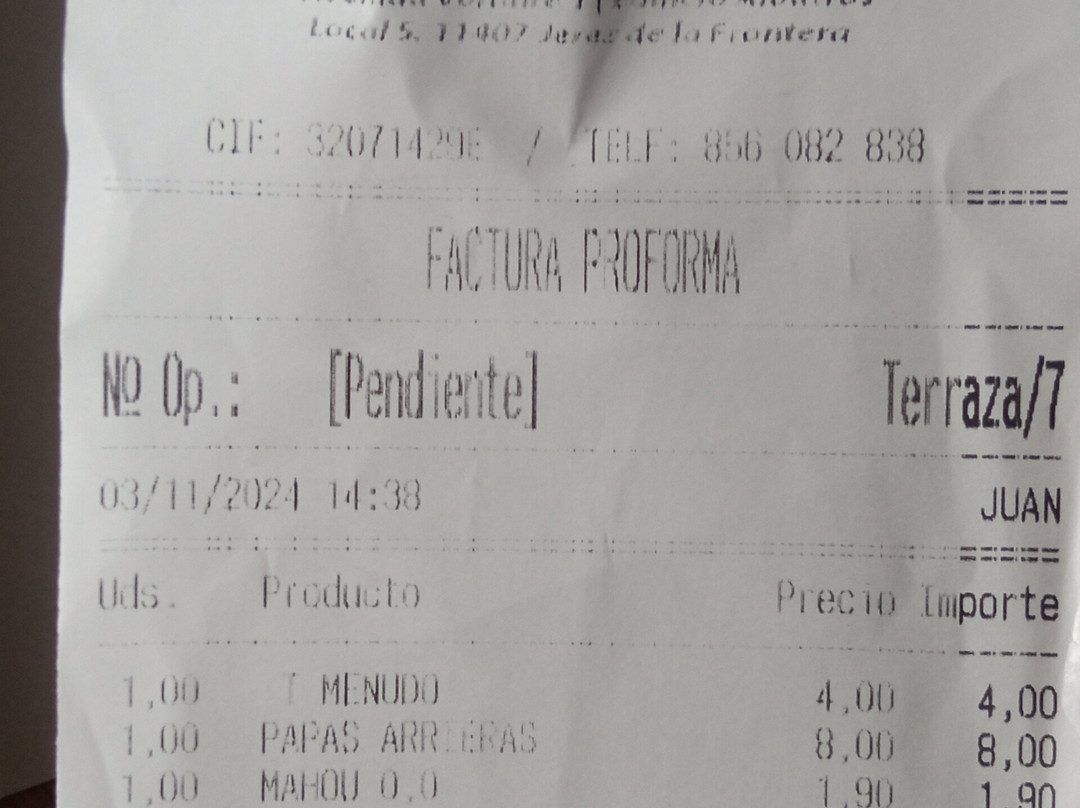 Local 5, 11407 Jerez de la Frontera
CIF: 32071429E / TELF: 856 082 838
FACTURA PROFORMA
Nº Op.: [Pendiente] Terraza/7
03/11/2024 14:38 JUAN
Uds. Producto Precio Importe
1,00 T MENUDO 4,00 4,00
1,00 PAPAS ARRIERAS 8,00 8,00
1,00 MAHOU 0,0 1,90 1,90